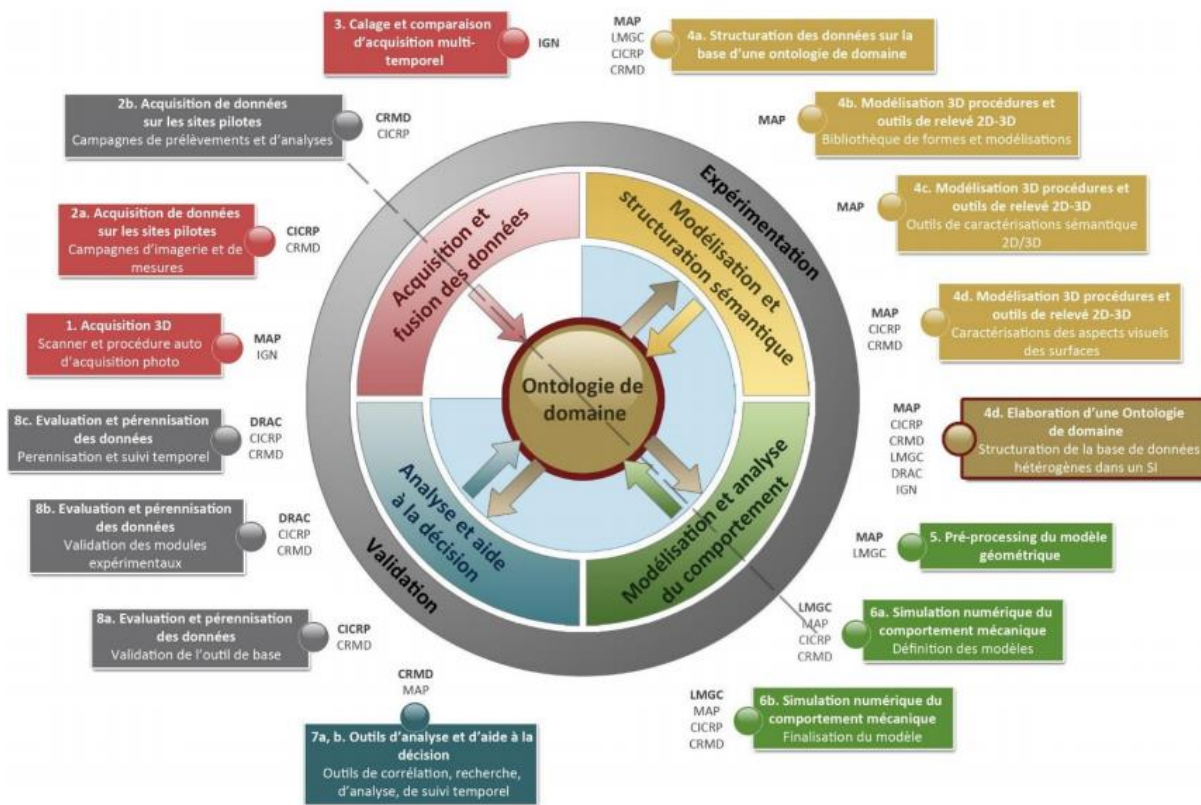 3. Calage et comparaison
d'acquisition multi-
temporel
IGN
MAP
LMGC
CICRP
CRMD
4a. Structuration des données sur la
base d'une ontologie de domaine
2b. Acquisition de données
sur les sites pilotes
Campagnes de prélèvements et d'analyses
CRMD
CICRP
MAP
4b. Modélisation 3D procédures et
outils de relevé 2D-3D
Bibliothèque de formes et modélisations
2a. Acquisition de données
sur les sites pilotes
Campagnes d'imagerie et de
mesures
CICRP
CRMD
MAP
4c. Modélisation 3D procédures et
outils de relevé 2D-3D
Outils de caractérisations sémantique
2D/3D
1. Acquisition 3D
Scanner et procédure auto
d'acquisition photo
MAP
IGN
MAP
CICRP
CRMD
4d. Modélisation 3D procédures et
outils de relevé 2D-3D
Caractérisations des aspects visuels
des surfaces
8c. Evaluation et pérennisation
des données
Perennisation et suivi temporel
DRAC
CICRP
CRMD
MAP
CICRP
CRMD
LMGC
DRAC
IGN
4d. Elaboration d'une Ontologie
de domaine
Structuration de la base de données
hétérogènes dans un SI
8b. Evaluation et pérennisation
des données
Validation des modules
expérimentaux
DRAC
CICRP
CRMD
MAP
LMGC
5. Pré-processing du modèle
géométrique
8a. Evaluation et pérennisation
des données
Validation de l'outil de base
CICRP
CRMD
LMGC
MAP
CICRP
CRMD
6a. Simulation numérique du
comportement mécanique
Définition des modèles
CRMD
MAP
7a, b. Outils d'analyse et d'aide à la
décision
Outils de corrélation, recherche,
d'analyse, de suivi temporel
LMGC
MAP
CICRP
CRMD
6b. Simulation numérique du
comportement mécanique
Finalisation du modèle
Expérimentation
Validation
Acquisition et
fusion des données
Modélisation et
structuration sémantique
Ontologie de
domaine
Analyse et aide
à la décision
Modélisation et analyse
du comportement